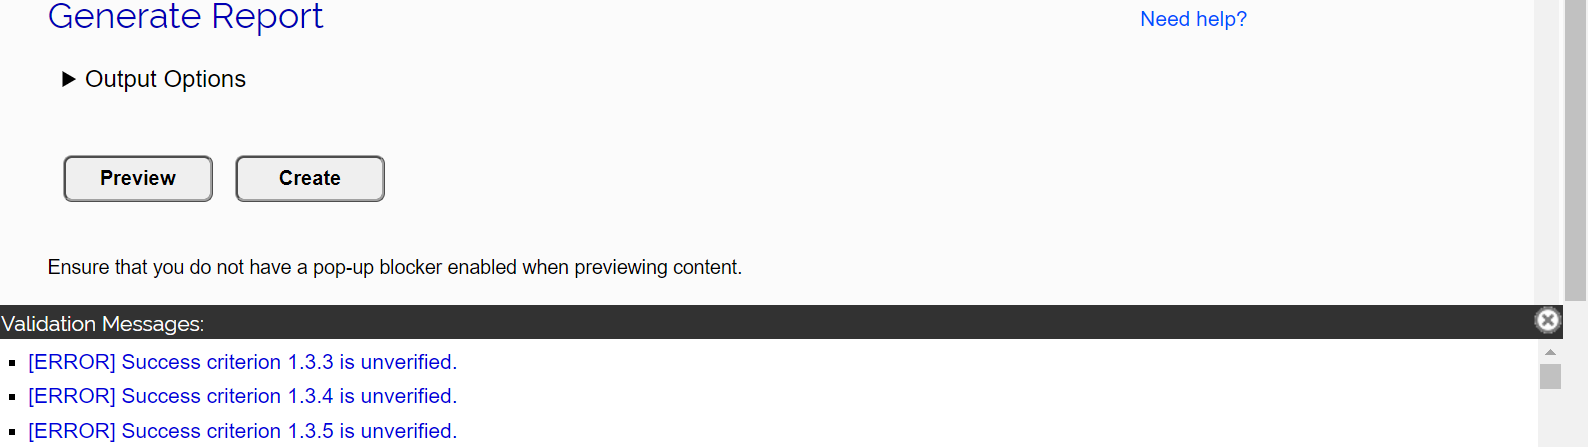 Generate Report
Need help?
Output Options
Preview
Create
Ensure that you do not have a pop-up blocker enabled when previewing content.
Validation Messages:
[ERROR] Success criterion 1.3.3 is unverified.
[ERROR] Success criterion 1.3.4 is unverified.
[ERROR] Success criterion 1.3.5 is unverified.